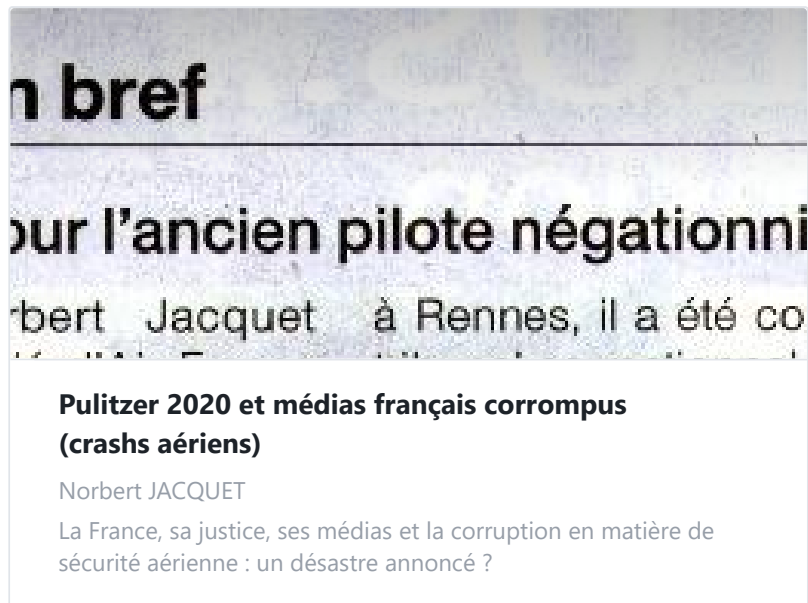 n bref
our l'ancien pilote négationni
rbert Jacquet à Rennes, il a été co
Pulitzer 2020 et médias français corrompus
(crashs aériens)
Norbert JACQUET
La France, sa justice, ses médias et la corruption en matière de
sécurité aérienne : un désastre annoncé ?